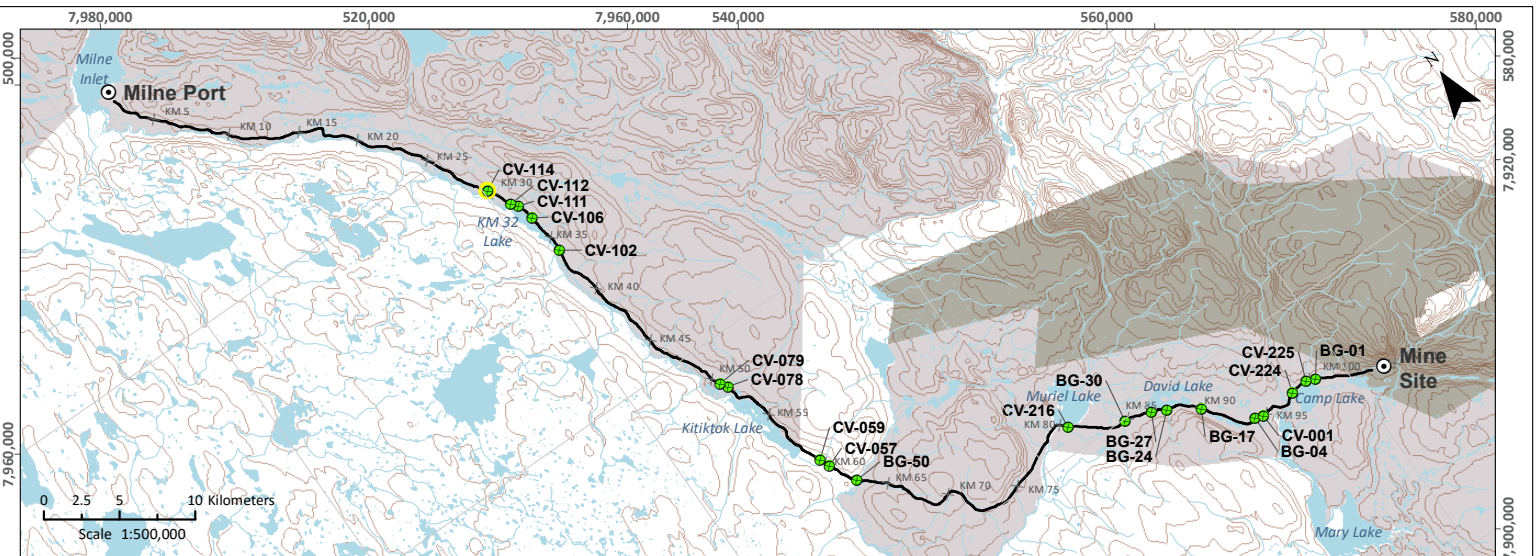 7,980,000
520,000
7,960,000
540,000
560,000
580,000
500,000
580,000
7,920,000
7,960,000
7,900,000
N
Milne
Inlet
Milne Port
KM 5
KM 10
KM 15
KM 20
KM 25
CV-114
KM 30
CV-112
CV-111
CV-106
KM 32
Lake
KM 35
CV-102
KM 40
KM 45
CV-079
KM 50
CV-078
KM 55
Kitiktok Lake
CV-059
CV-057
KM 60
BG-50
KM 65
KM 70
KM 75
CV-216
KM 80
Muriel Lake
BG-30
KM 85
David Lake
BG-27
BG-24
KM 90
BG-17
CV-001
BG-04
KM 95
Camp Lake
CV-225
CV-224
BG-01
KM 100
Mine
Site
Mary Lake
0 2.5 5 10 Kilometers
Scale 1:500,000